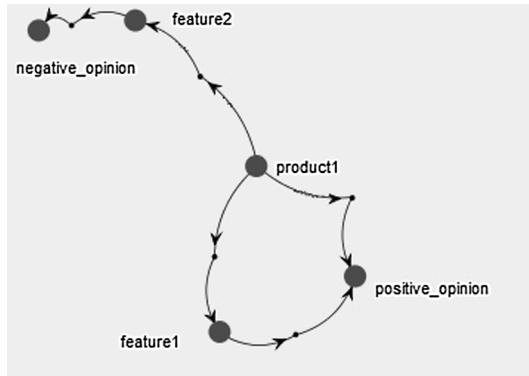 feature2
negative_opinion
product1
positive_opinion
feature1